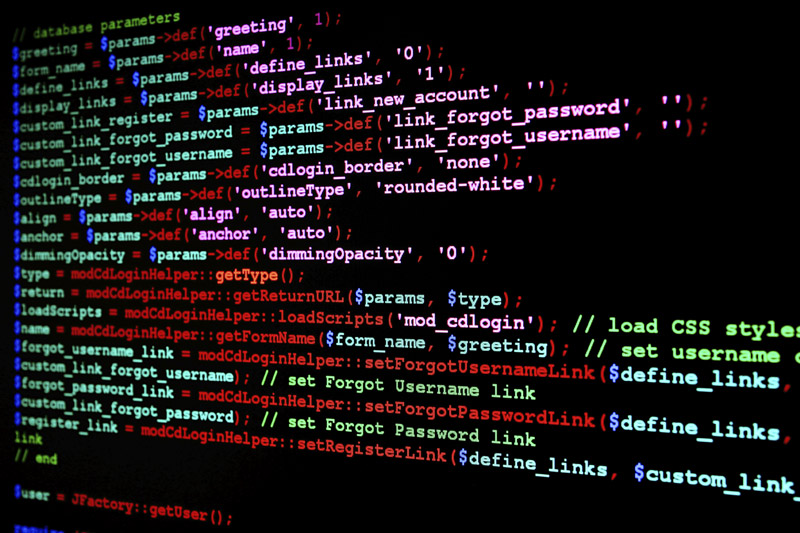 // database parameters
$greeting = $params->def('greeting', 1);
$form_name = $params->def('name', 1);
$define_links = $params->def('define_links', '0');
$display_links = $params->def('display_links', '1');
$custom_link_register = $params->def('link_new_account', '');
$custom_link_forgot_password = $params->def('link_forgot_password', '');
$custom_link_forgot_username = $params->def('link_forgot_username', '');
$cdlogin_border = $params->def('cdlogin_border', 'none');
$outlineType = $params->def('outlineType', 'rounded-white');
$align = $params->def('align', 'auto');
$anchor = $params->def('anchor', 'auto');
$dimmingOpacity = $params->def('dimmingOpacity', '0');
$type = modCdLoginHelper::getType();
$return = modCdLoginHelper::getReturnURL($params, $type);
$loadScripts = modCdLoginHelper::loadScripts('mod_cdlogin'); // load CSS styles
$name = modCdLoginHelper::getFormName($form_name, $greeting); // set username
$forgot_username_link = modCdLoginHelper::setForgotUsernameLink($define_links,
$custom_link_forgot_username); // set Forgot Username link
$forgot_password_link = modCdLoginHelper::setForgotPasswordLink($define_links,
$custom_link_forgot_password); // set Forgot Password link
$register_link = modCdLoginHelper::setRegisterLink($define_links, $custom_link_
link
// end
$user = JFactory::getUser();